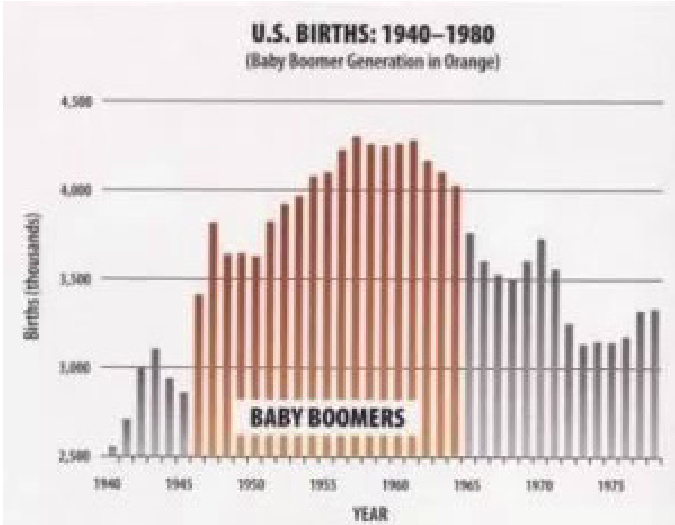 U.S. BIRTHS: 1940–1980
(Baby Boomer Generation in Orange)
4,500
4,000
3,500
3,000
2,500
Births (thousands)
BABY BOOMERS
1940 1945 1950 1955 1960 1965 1970 1975
YEAR